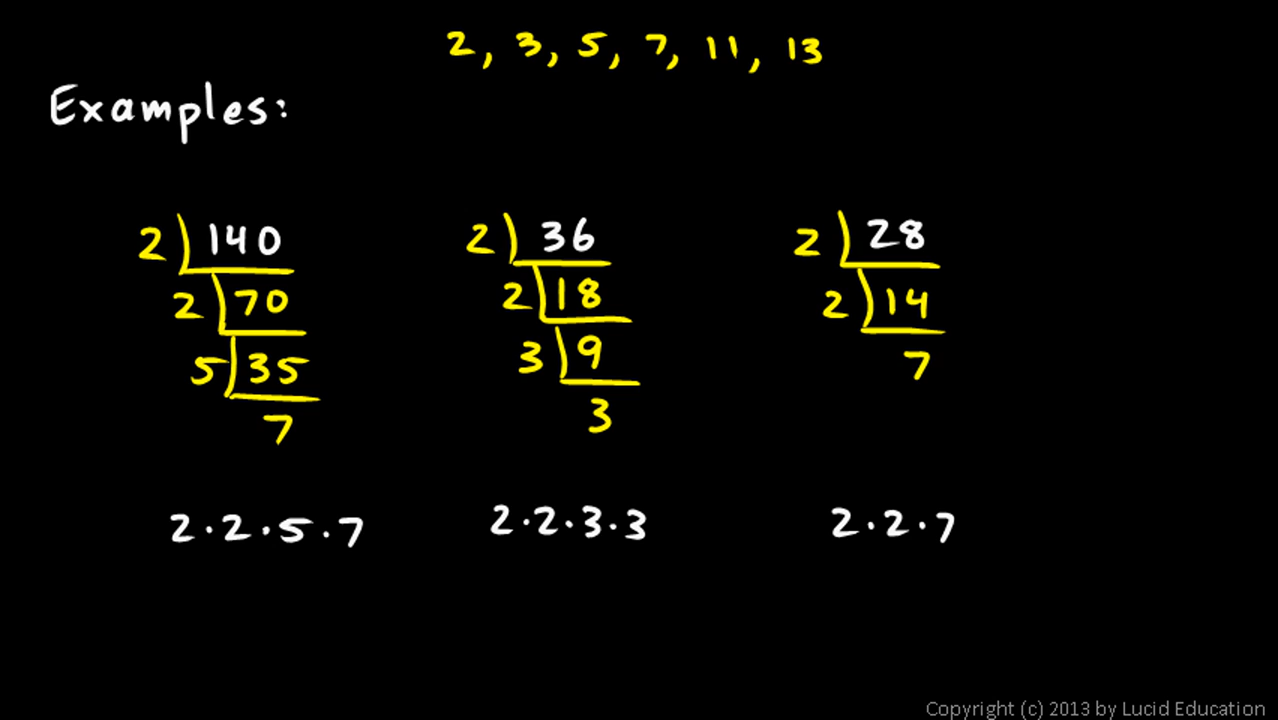 2, 3, 5, 7, 11, 13
Examples:
2 140 2 36 2 28
2 70 2 18 2 14
5 35 3 9 7
7 3
2·2·5·7 2·2·3·3 2·2·7
Copyright (c) 2013 by Lucid Education